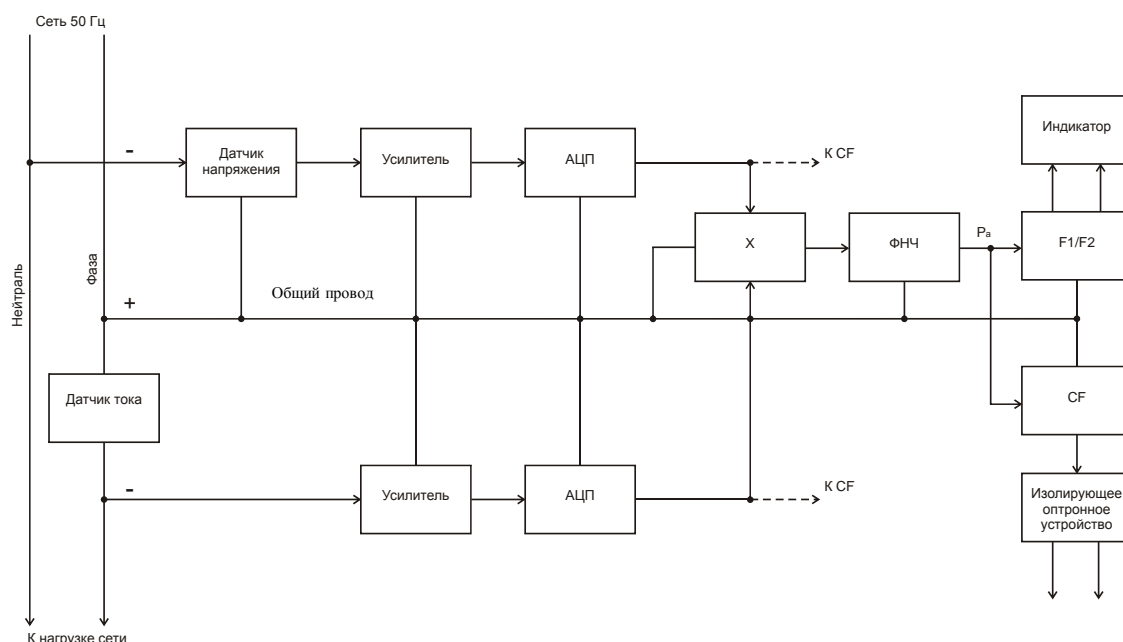 Сеть 50 Гц
Индикатор
-
Датчик
напряжения
Усилитель
АЦП
К CF
Нейтраль
Фаза
X
ФНЧ
Pa
F1/F2
+
Общий провод
Датчик тока
CF
-
Усилитель
АЦП
К CF
Изолирующее
оптронное
устройство
К нагрузке сети